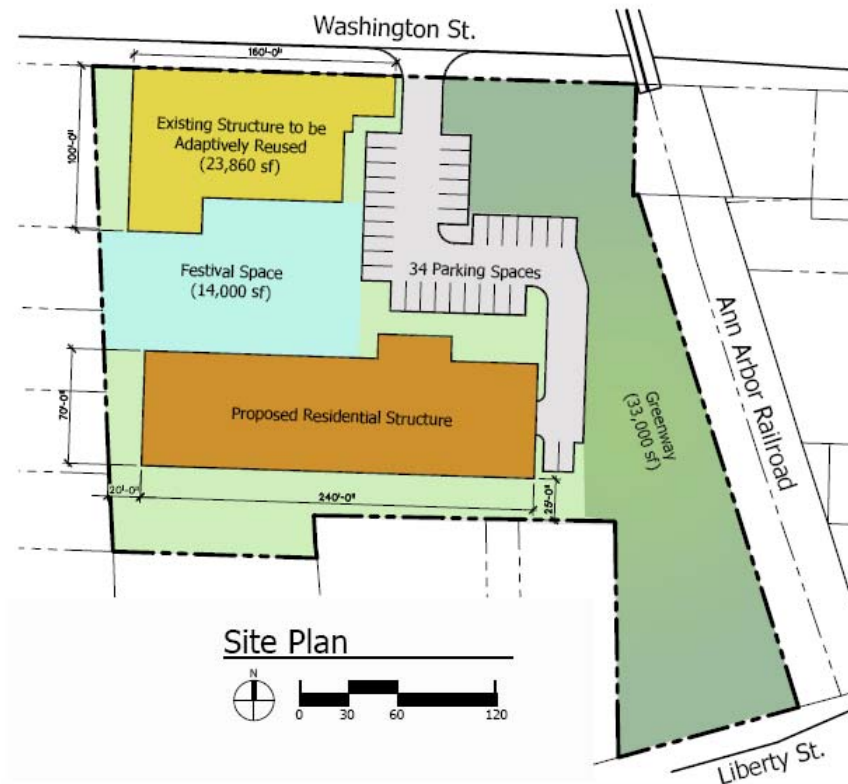 Washington St.
160'-0"
Existing Structure to be
Adaptively Reused
(23,860 sf)
100'-0"
34 Parking Spaces
Festival Space
(14,000 sf)
Ann Arbor Railroad
Greenway
(33,000 sf)
Proposed Residential Structure
70'-0"
20'-0"
240'-0"
25'-0"
Site Plan
N
0 30 60 120
Liberty St.